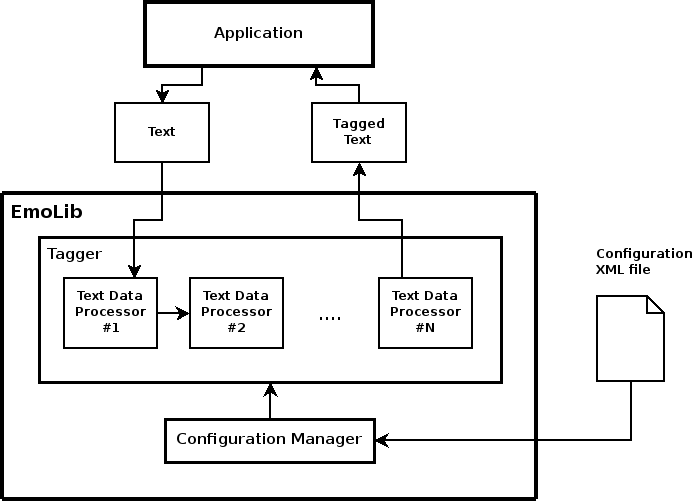 Application
Text
Tagged
Text
EmoLib
Tagger
Text Data
Processor
#1
Text Data
Processor
#2
....
Text Data
Processor
#N
Configuration
XML file
Configuration Manager